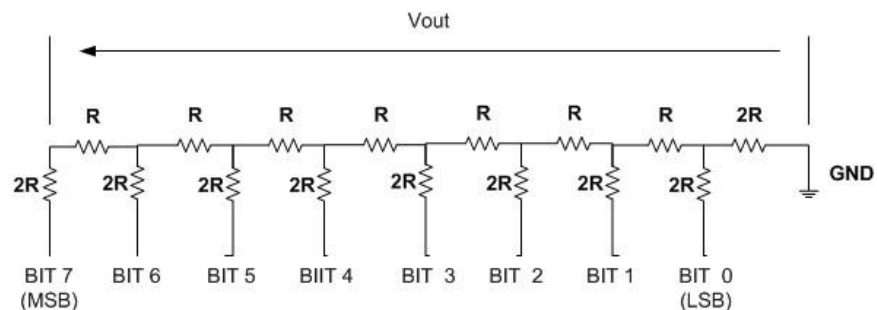 Vout
R R R R R R R 2R
2R 2R 2R 2R 2R 2R 2R 2R GND
BIT 7 BIT 6 BIT 5 BIIT 4 BIT 3 BIT 2 BIT 1 BIT 0
(MSB) (LSB)